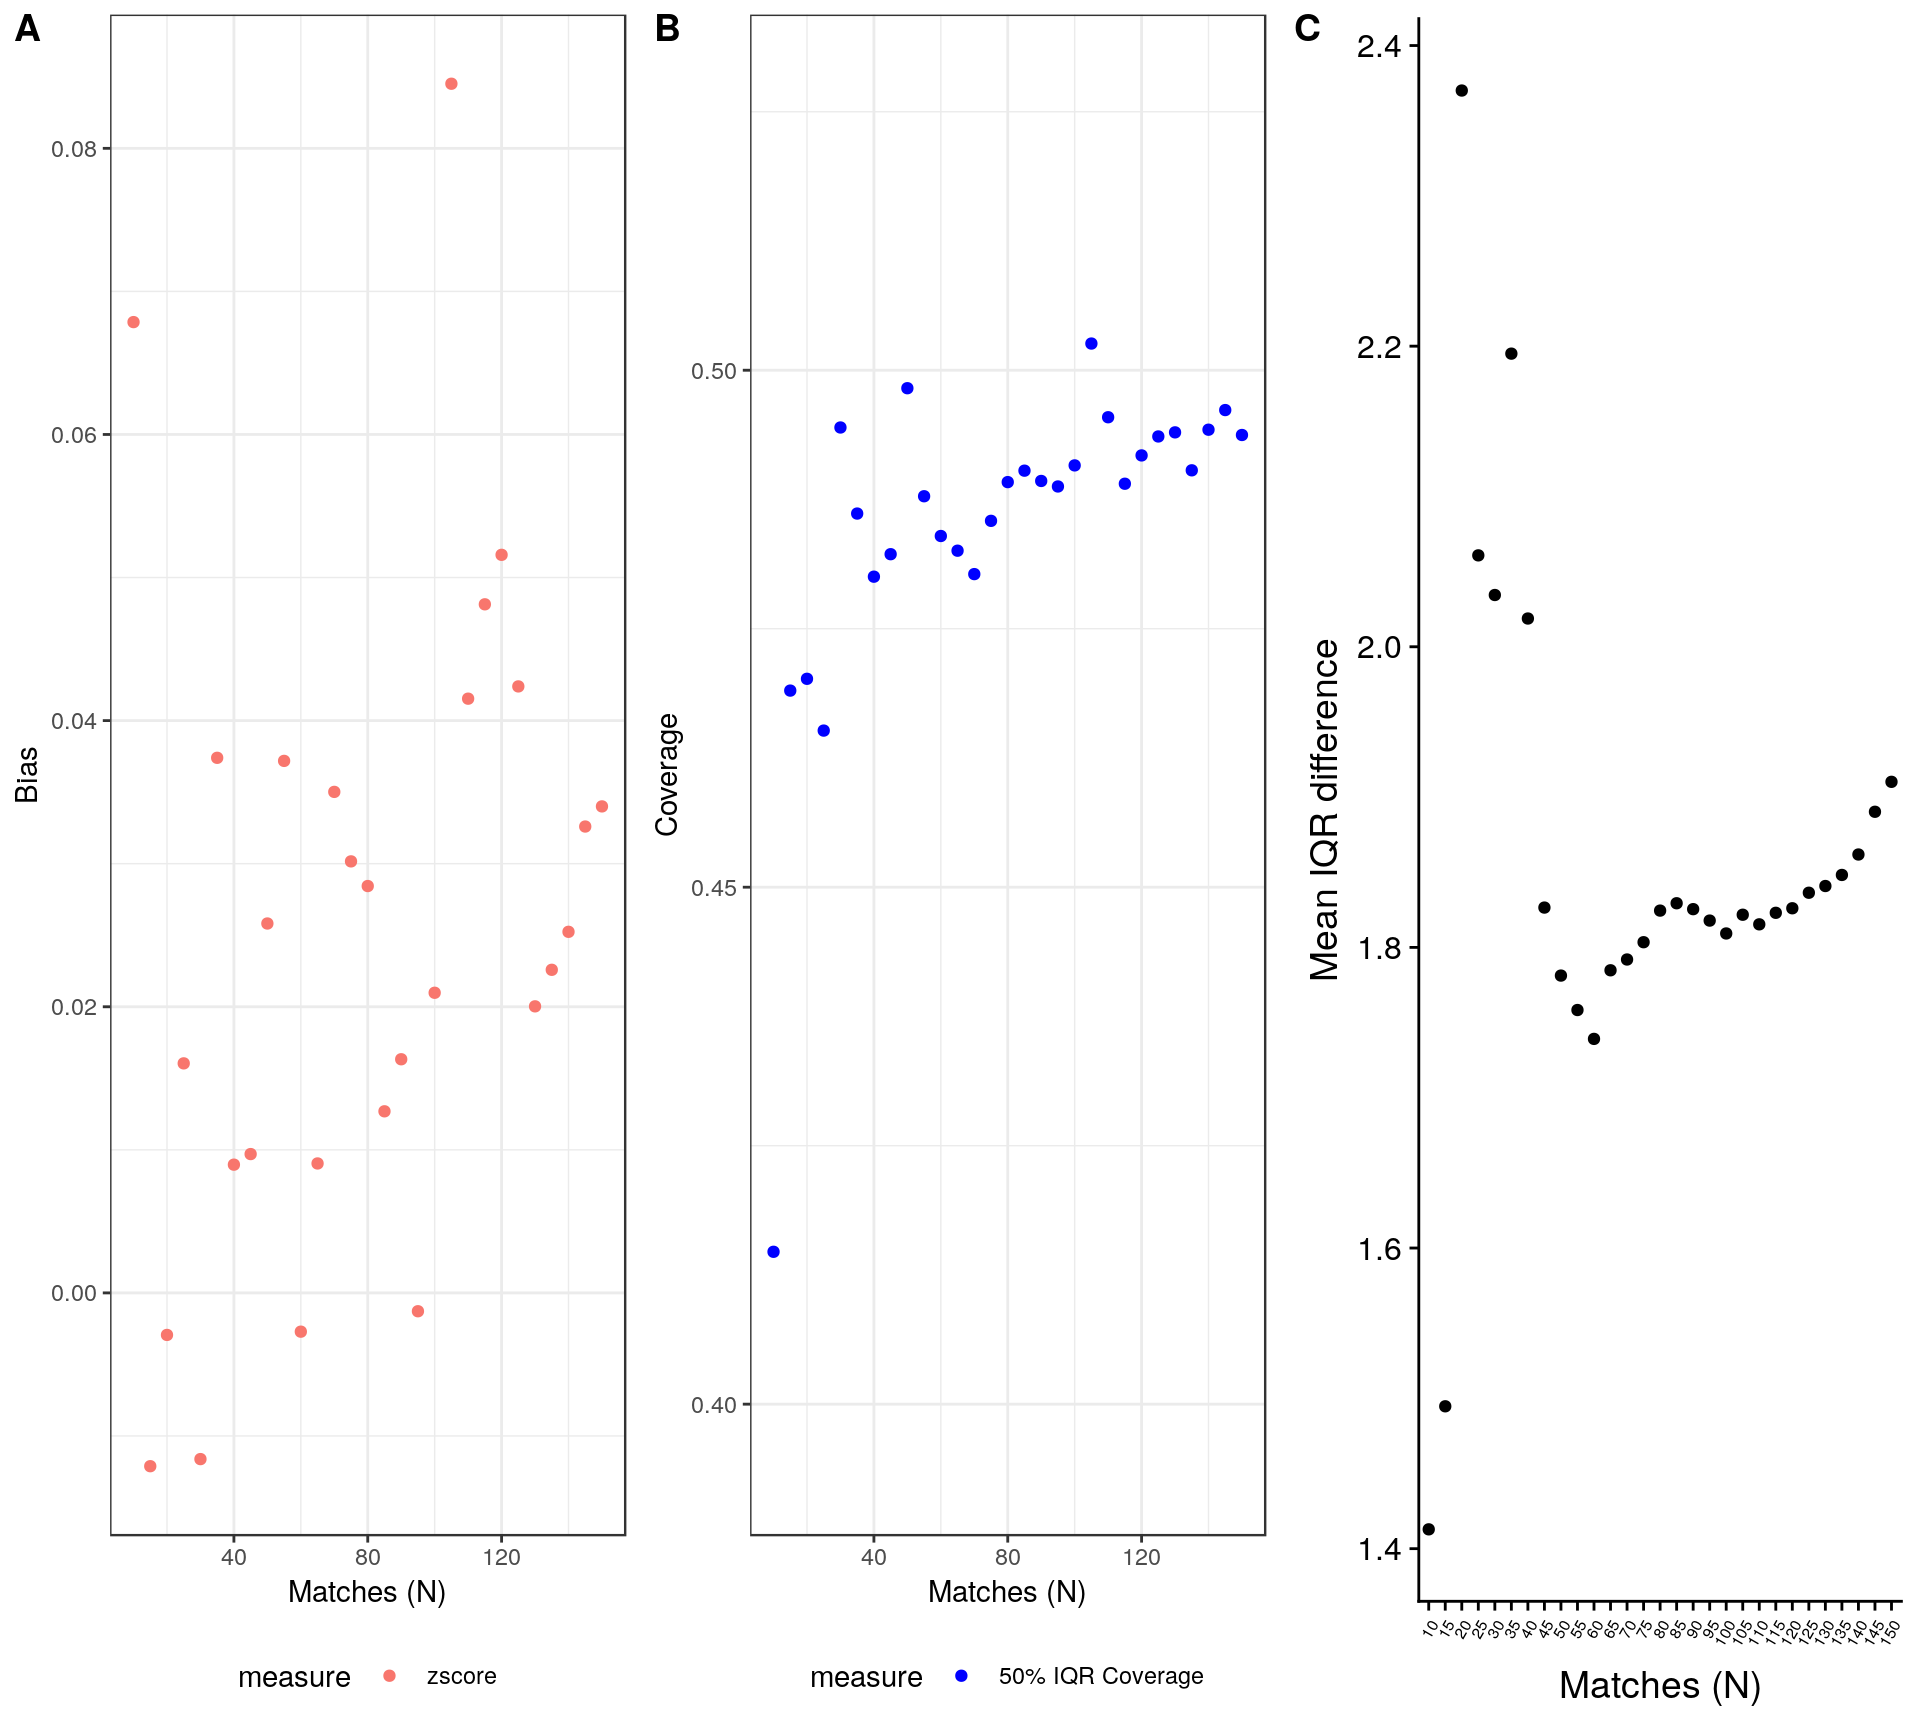 A
Bias
0.08
0.06
0.04
0.02
0.00
40 80 120
Matches (N)
measure zscore
B
Coverage
0.50
0.45
0.40
40 80 120
Matches (N)
measure 50% IQR Coverage
C
Mean IQR difference
2.4
2.2
2.0
1.8
1.6
1.4
10 15 20 25 30 35 40 45 50 55 60 65 70 75 80 85 90 95 100 105 110 115 120 125 130 135 140 145 150
Matches (N)